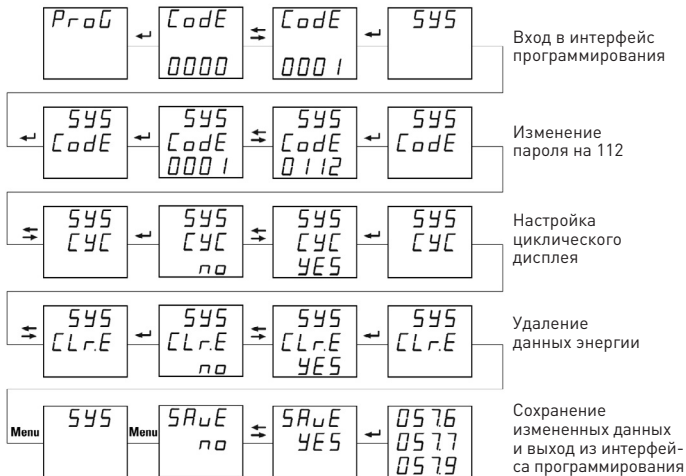 ProG
CodE
0000
CodE
0001
SYS
Вход в интерфейс
программирования
SYS
CodE
SYS
CodE
0001
SYS
CodE
0112
SYS
CodE
Изменение
пароля на 112
SYS
CYC
SYS
CYC
no
SYS
CYC
YES
SYS
CYC
Настройка
циклического
дисплея
SYS
CLr.E
SYS
CLr.E
no
SYS
CLr.E
YES
SYS
CLr.E
Удаление
данных энергии
Menu
SYS
Menu
SAvE
no
SAvE
YES
057.6
057.7
057.9
Сохранение
измененных данных
и выход из интерфей-
са программирования